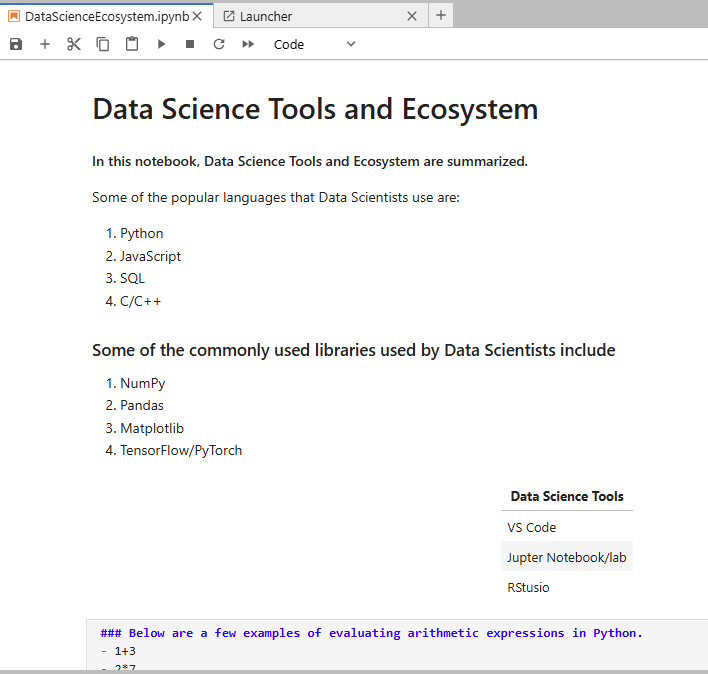 DataScienceEcosystem.ipynb
Launcher
Code
Data Science Tools and Ecosystem
In this notebook, Data Science Tools and Ecosystem are summarized.
Some of the popular languages that Data Scientists use are:
1. Python
2. JavaScript
3. SQL
4. C/C++
Some of the commonly used libraries used by Data Scientists include
1. NumPy
2. Pandas
3. Matplotlib
4. TensorFlow/PyTorch
Data Science Tools
VS Code
Jupter Notebook/lab
RStusio
### Below are a few examples of evaluating arithmetic expressions in Python.
- 1+3
- 2*7